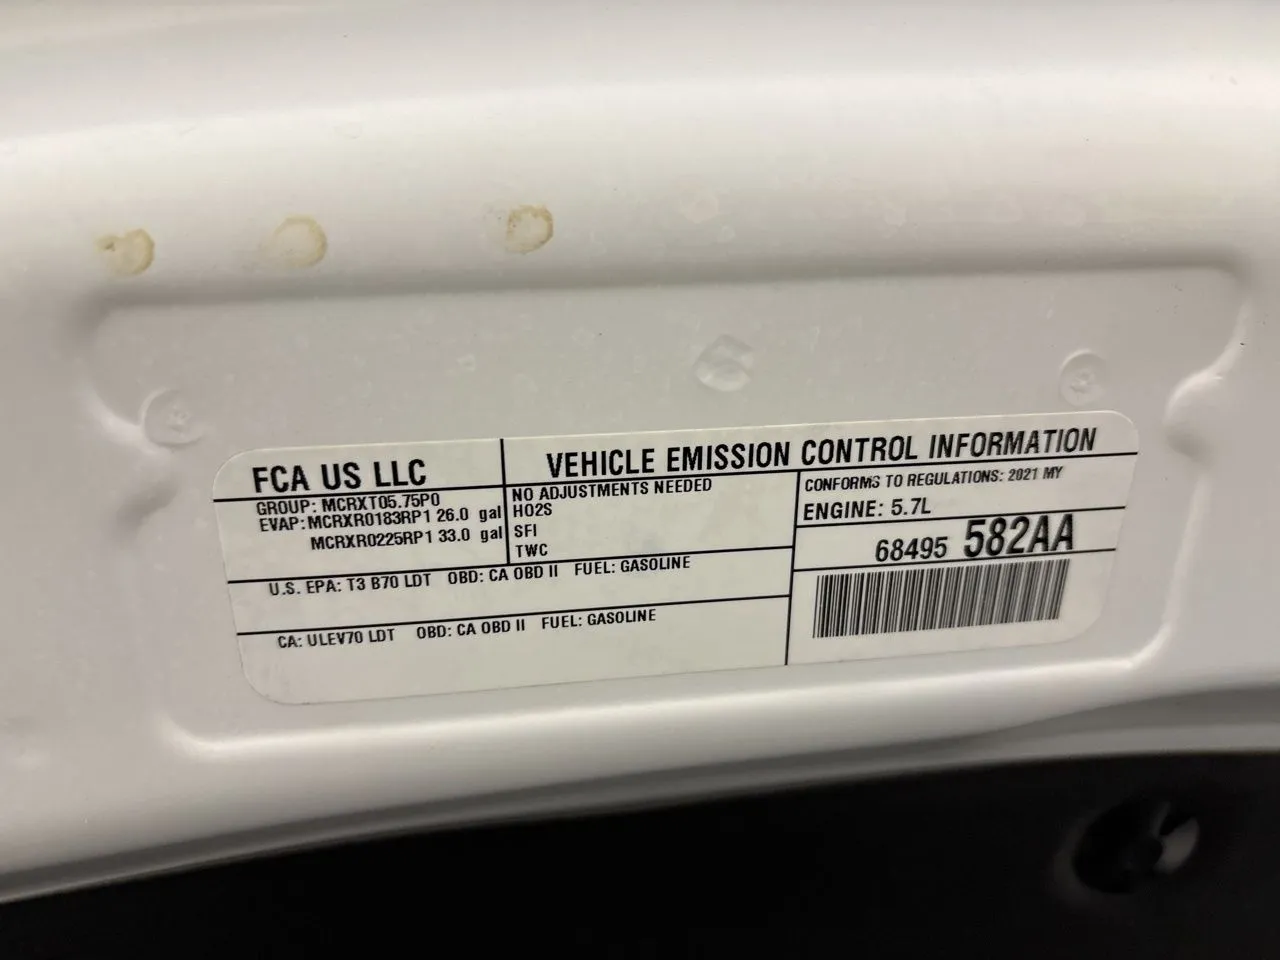 FCA US LLC
VEHICLE EMISSION CONTROL INFORMATION
GROUP: MCRXT05.75P0
EVAP: MCRXR0183RP1 26.0 gal
MCRXR0225RP1 33.0 gal
NO ADJUSTMENTS NEEDED
HO2S
SFI
TWC
CONFORMS TO REGULATIONS: 2021 MY
ENGINE: 5.7L
68495 582AA
U.S. EPA: T3 B70 LDT OBD: CA OBD II FUEL: GASOLINE
CA: ULEV70 LDT OBD: CA OBD II FUEL: GASOLINE